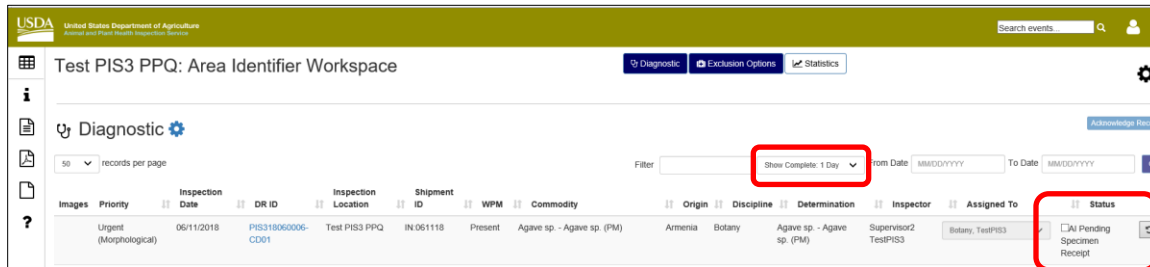 USDA United States Department of Agriculture
Animal and Plant Health Inspection Service
Search events...
Test PIS3 PPQ: Area Identifier Workspace
Diagnostic Exclusion Options Statistics
i
Diagnostic
Acknowledge Rec
50 records per page
Filter Show Complete: 1 Day From Date MM/DD/YYYY To Date MM/DD/YYYY
Images Priority Inspection Date DR ID Inspection Location Shipment ID WPM Commodity Origin Discipline Determination Inspector Assigned To Status
?
Urgent (Morphological) 06/11/2018 PIS318060006-CD01 Test PIS3 PPQ IN:061118 Present Agave sp. - Agave sp. (PM) Armenia Botany Agave sp. - Agave sp. (PM) Supervisor2 TestPIS3 Botany, TestPIS3 AI Pending Specimen Receipt